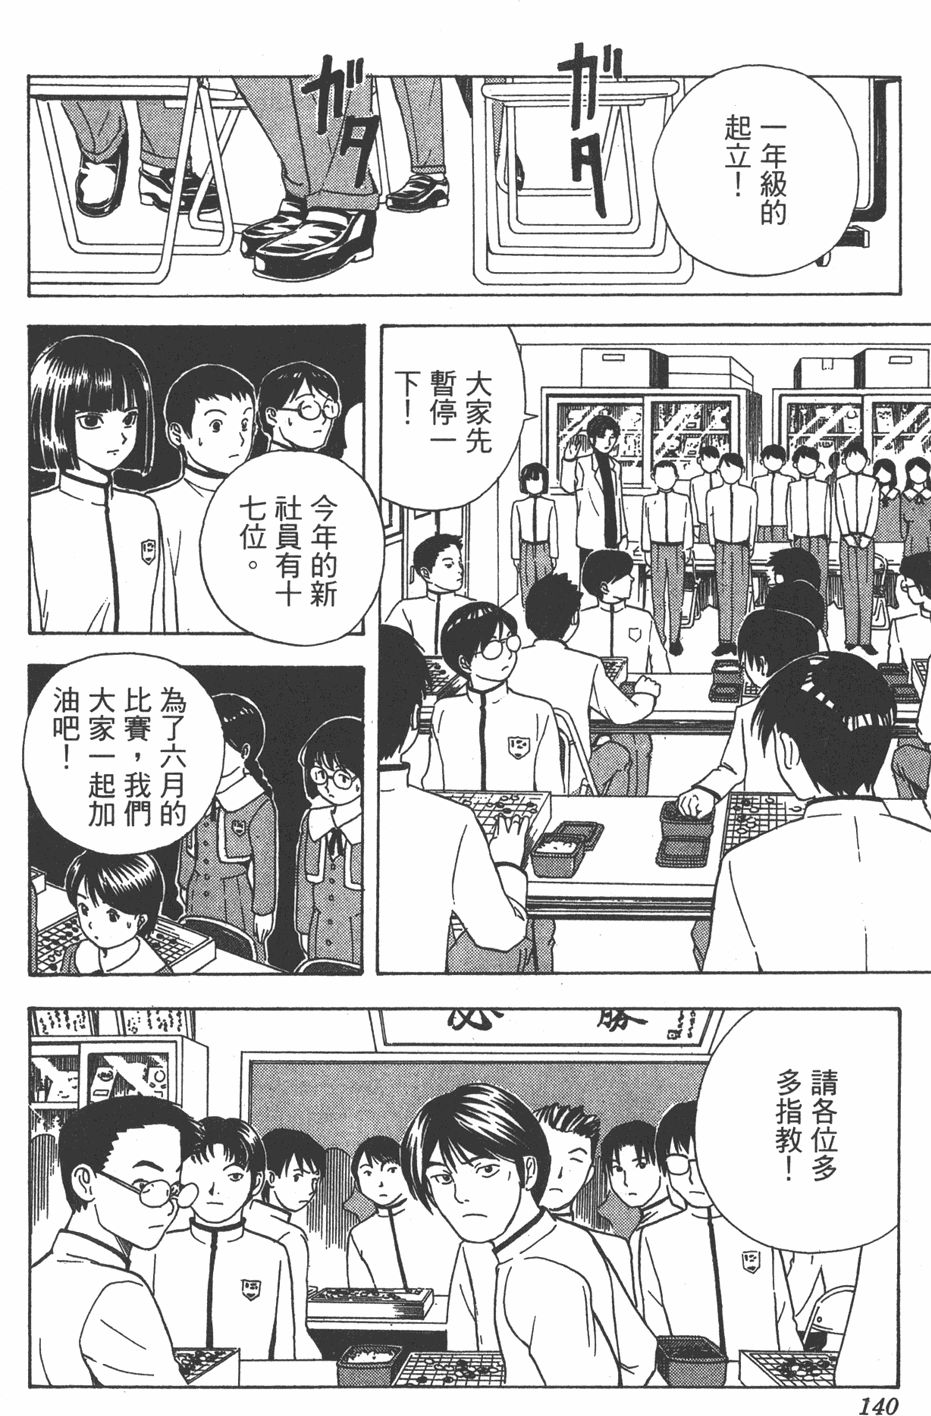 一年級的
起立！
ガタ
ガタ
大家先
暫停一
下！
今年的新
社員有十
七位。
為了六月的
比賽，我們
大家一起加
油吧！
必勝
請各位多
多指教！
140